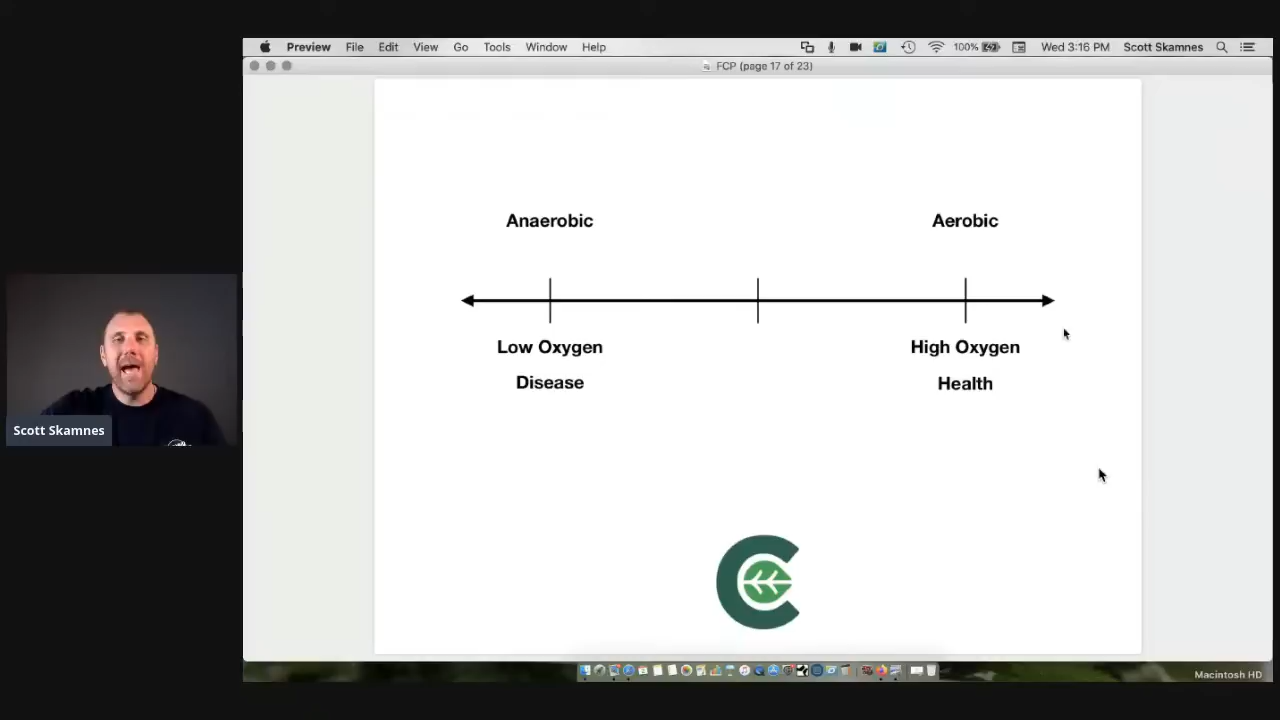 Preview File Edit View Go Tools Window Help 100% Wed 3:16 PM Scott Skamnes
FCP (page 17 of 23)
Anaerobic Aerobic
Low Oxygen High Oxygen
Disease Health
Scott Skamnes
Macintosh HD